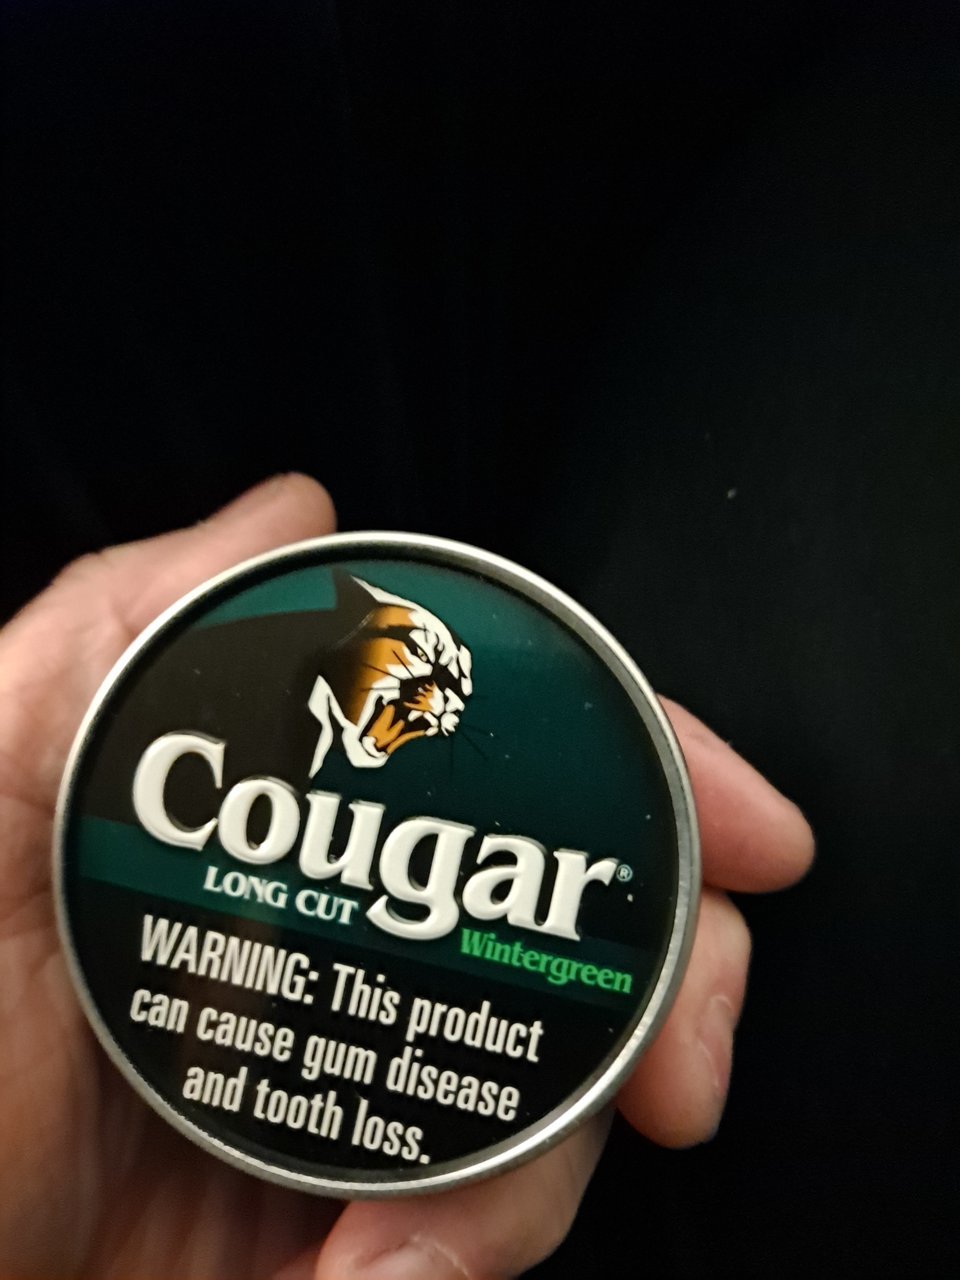 Cougar®
LONG CUT
Wintergreen
WARNING: This product
can cause gum disease
and tooth loss.